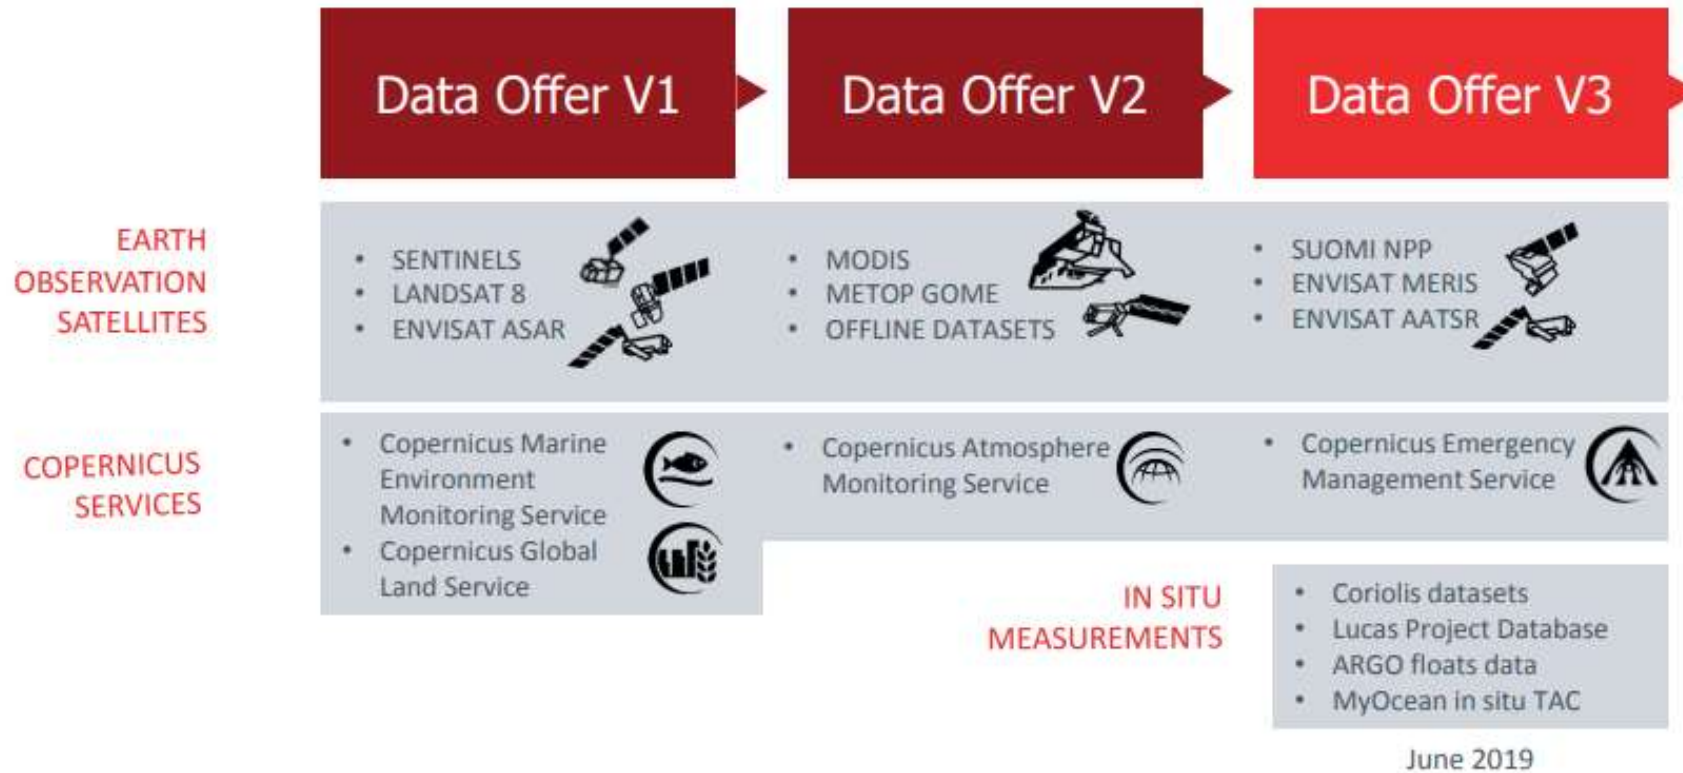 Data Offer V1
Data Offer V2
Data Offer V3
EARTH
OBSERVATION
SATELLITES
• SENTINELS
• LANDSAT 8
• ENVISAT ASAR
• MODIS
• METOP GOME
• OFFLINE DATASETS
• SUOMI NPP
• ENVISAT MERIS
• ENVISAT AATSR
COPERNICUS
SERVICES
• Copernicus Marine
Environment
Monitoring Service
• Copernicus Global
Land Service
• Copernicus Atmosphere
Monitoring Service
• Copernicus Emergency
Management Service
IN SITU
MEASUREMENTS
• Coriolis datasets
• Lucas Project Database
• ARGO floats data
• MyOcean in situ TAC
June 2019